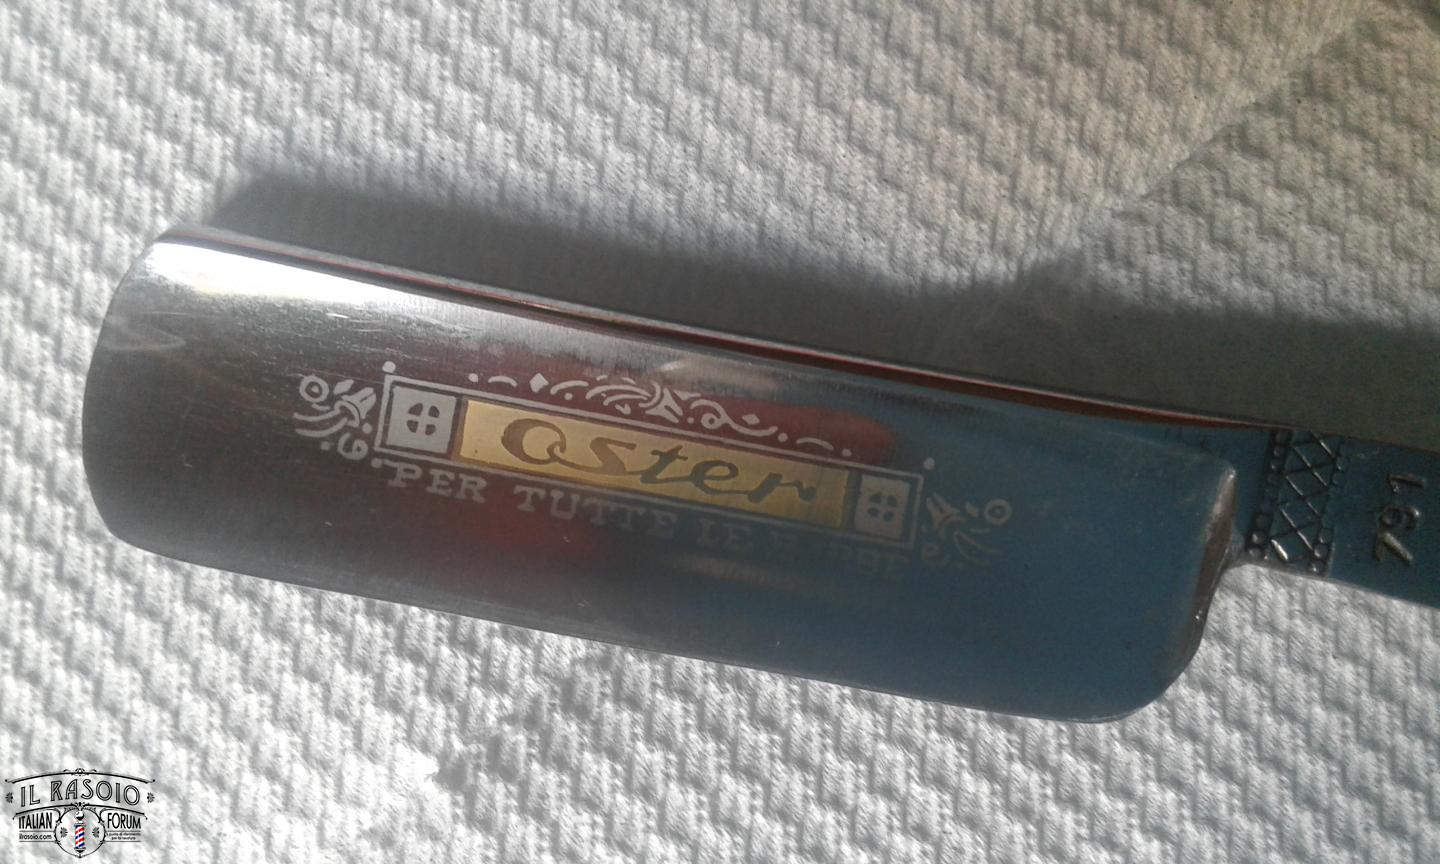 Oster
PER TUTTE LE
791
IL RASOIO
ITALIAN FORUM
ilrasoio.com